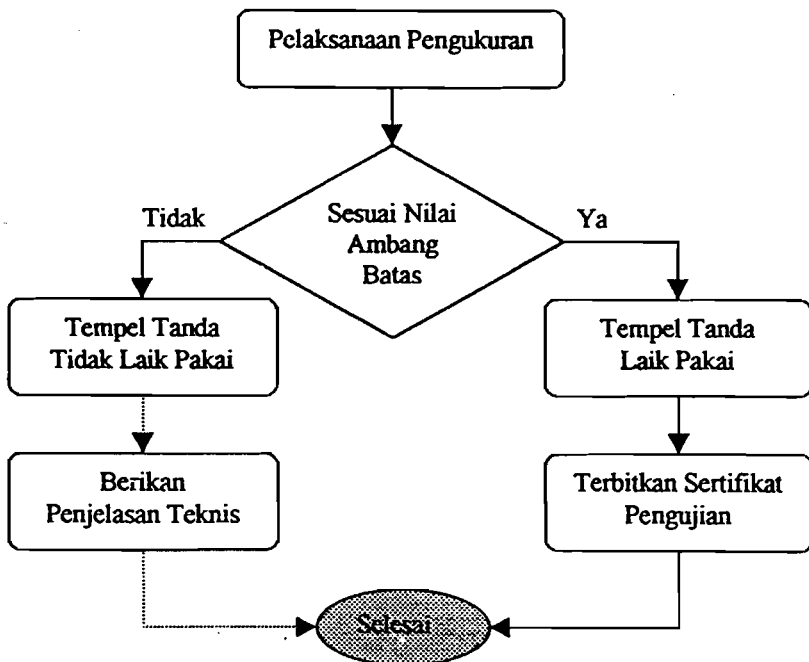 Pelaksanaan Pengukuran
Tidak
Sesuai Nilai
Ambang
Batas
Ya
Tempel Tanda
Tidak Laik Pakai
Tempel Tanda
Laik Pakai
Berikan
Penjelasan Teknis
Terbitkan Sertifikat
Pengujian
Selesai